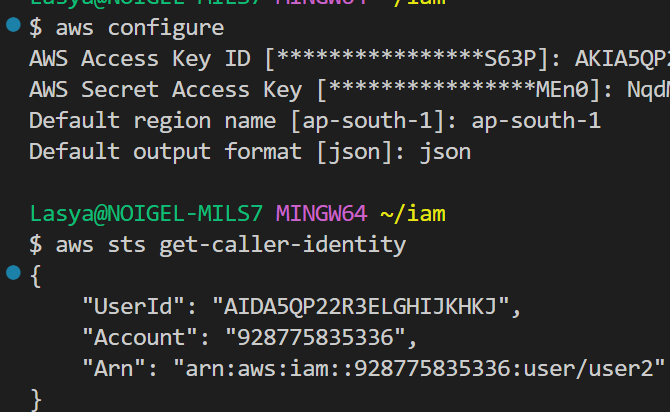 Lasya@NOIGEL-MILS7 MINGW64 ~/iam
$ aws configure
AWS Access Key ID [****************S63P]: AKIA5QP2
AWS Secret Access Key [****************MEn0]: Nqd
Default region name [ap-south-1]: ap-south-1
Default output format [json]: json
Lasya@NOIGEL-MILS7 MINGW64 ~/iam
$ aws sts get-caller-identity
{
"UserId": "AIDA5QP22R3ELGHIJKHKJ",
"Account": "928775835336",
"Arn": "arn:aws:iam::928775835336:user/user2"
}